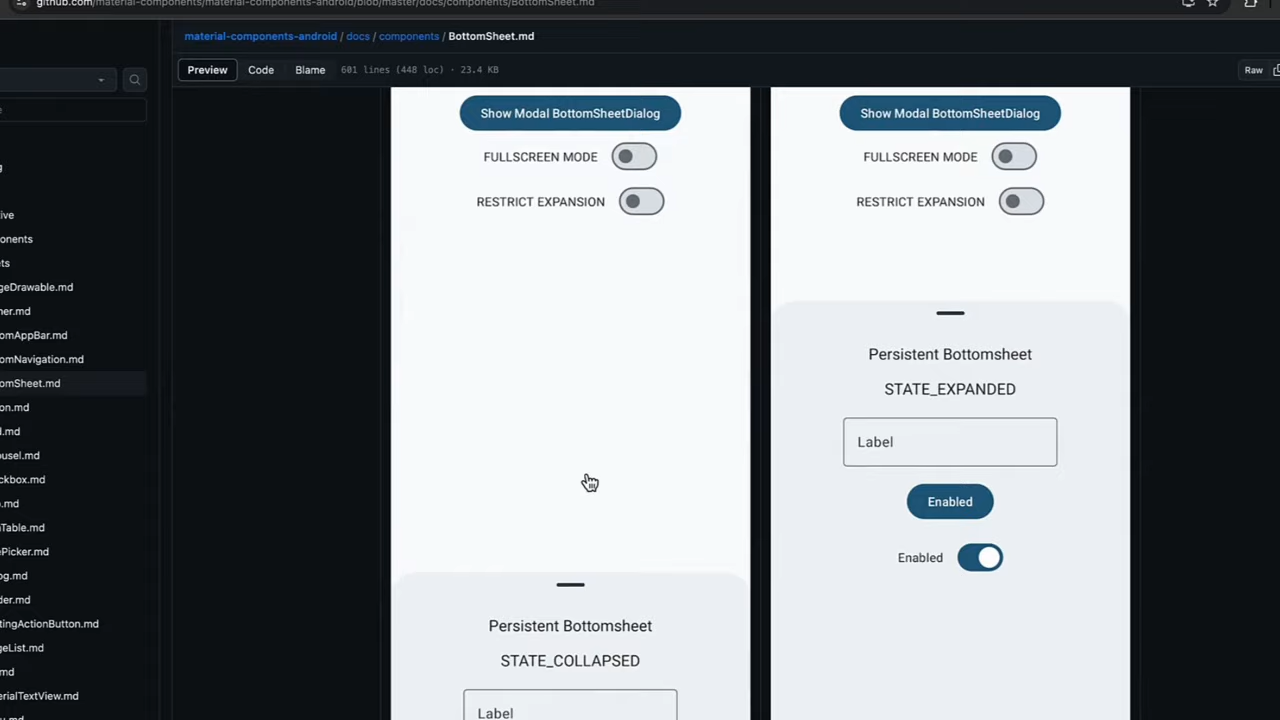 github.com/material-components/material-components-android/blob/master/docs/components/BottomSheet.md
material-components-android / docs / components / BottomSheet.md
Preview Code Blame 601 lines (448 loc) · 23.4 KB Raw
Show Modal BottomSheetDialog
FULLSCREEN MODE
RESTRICT EXPANSION
Show Modal BottomSheetDialog
FULLSCREEN MODE
RESTRICT EXPANSION
ive
onents
ets
geDrawable.md
ner.md
omAppBar.md
omNavigation.md
omSheet.md
on.md
d.md
ousel.md
ckbox.md
p.md
Table.md
ePicker.md
og.md
der.md
tingActionButton.md
geList.md
md
erialTextView.md
Persistent Bottomsheet
STATE_COLLAPSED
Label
Persistent Bottomsheet
STATE_EXPANDED
Label
Enabled
Enabled